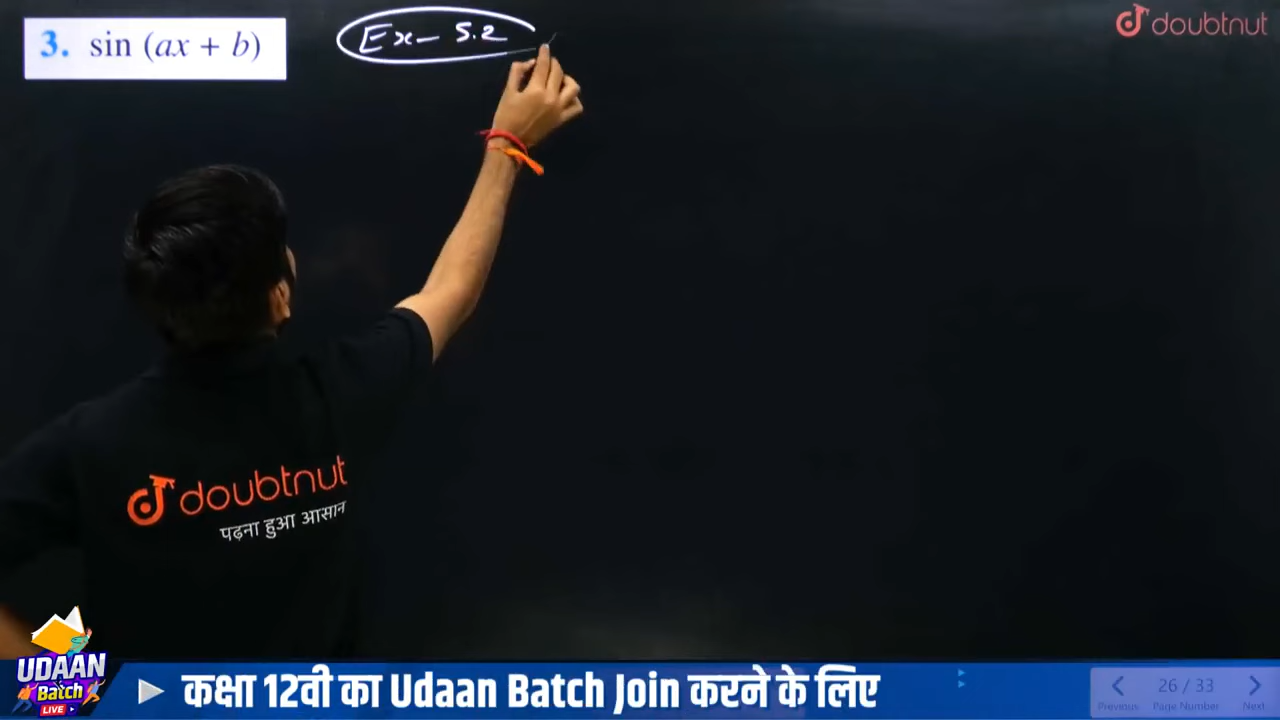 3. sin (ax + b)
Ex- 5.2
doubtnut
doubtnut
पढ़ना हुआ आसान
UDAAN
Batch
LIVE
कक्षा 12वी का Udaan Batch Join करने के लिए
26 / 33
Previous Page Number Next